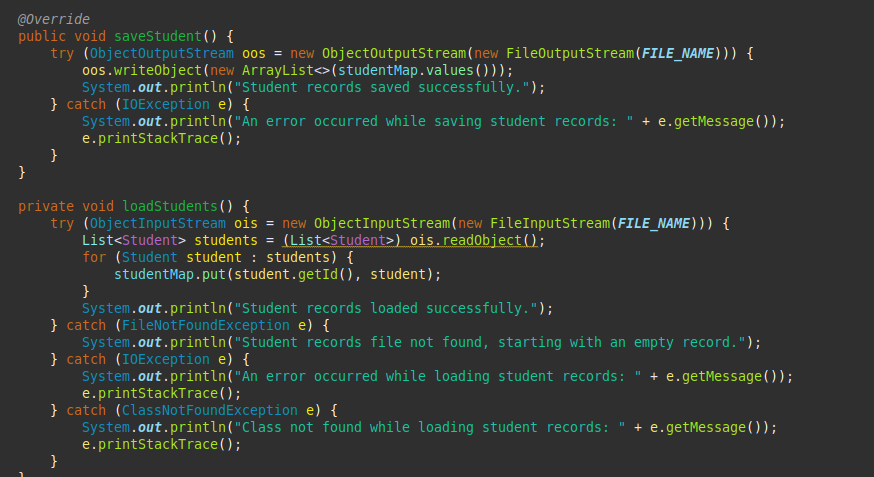 @Override
public void saveStudent() {
    try (ObjectOutputStream oos = new ObjectOutputStream(new FileOutputStream(FILE_NAME))) {
        oos.writeObject(new ArrayList<>(studentMap.values()));
        System.out.println("Student records saved successfully.");
    } catch (IOException e) {
        System.out.println("An error occurred while saving student records: " + e.getMessage());
        e.printStackTrace();
    }
}

private void loadStudents() {
    try (ObjectInputStream ois = new ObjectInputStream(new FileInputStream(FILE_NAME))) {
        List<Student> students = (List<Student>) ois.readObject();
        for (Student student : students) {
            studentMap.put(student.getId(), student);
        }
        System.out.println("Student records loaded successfully.");
    } catch (FileNotFoundException e) {
        System.out.println("Student records file not found, starting with an empty record.");
    } catch (IOException e) {
        System.out.println("An error occurred while loading student records: " + e.getMessage());
        e.printStackTrace();
    } catch (ClassNotFoundException e) {
        System.out.println("Class not found while loading student records: " + e.getMessage());
        e.printStackTrace();
    }
}